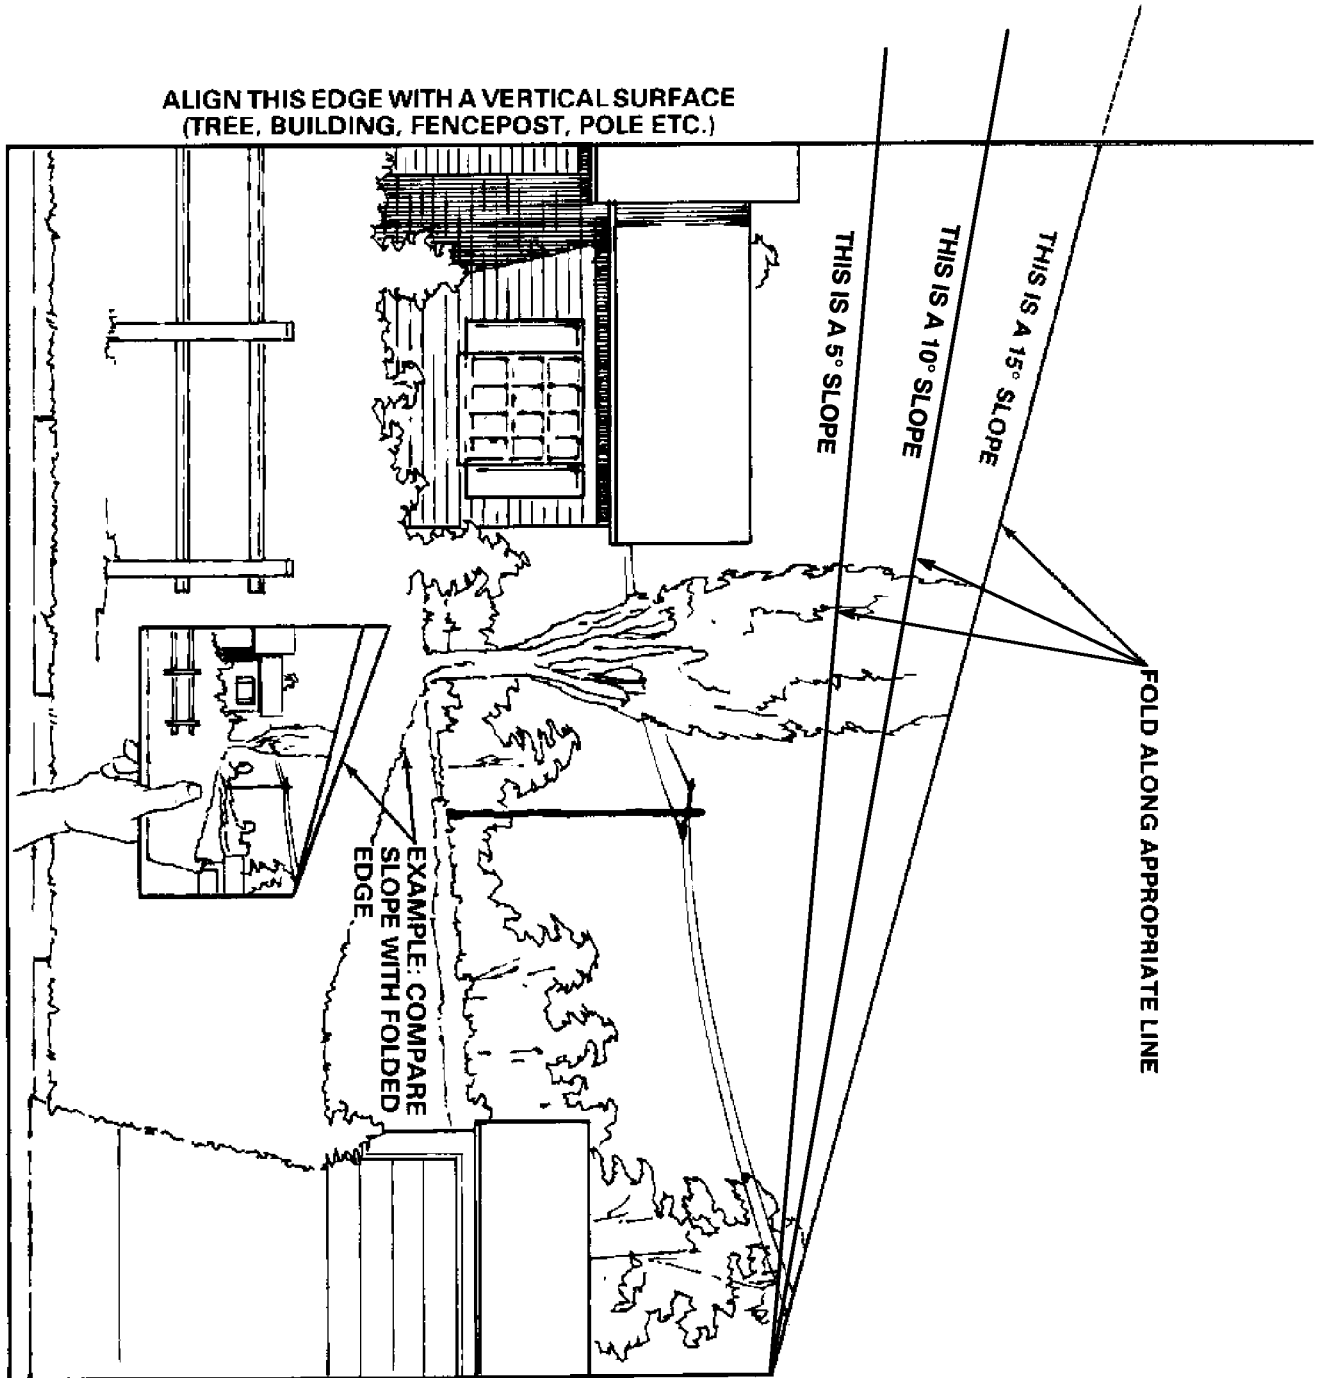 ALIGN THIS EDGE WITH A VERTICAL SURFACE
(TREE, BUILDING, FENCEPOST, POLE ETC.)
THIS IS A 15° SLOPE
THIS IS A 10° SLOPE
THIS IS A 5° SLOPE
FOLD ALONG APPROPRIATE LINE
EXAMPLE: COMPARE
SLOPE WITH FOLDED
EDGE